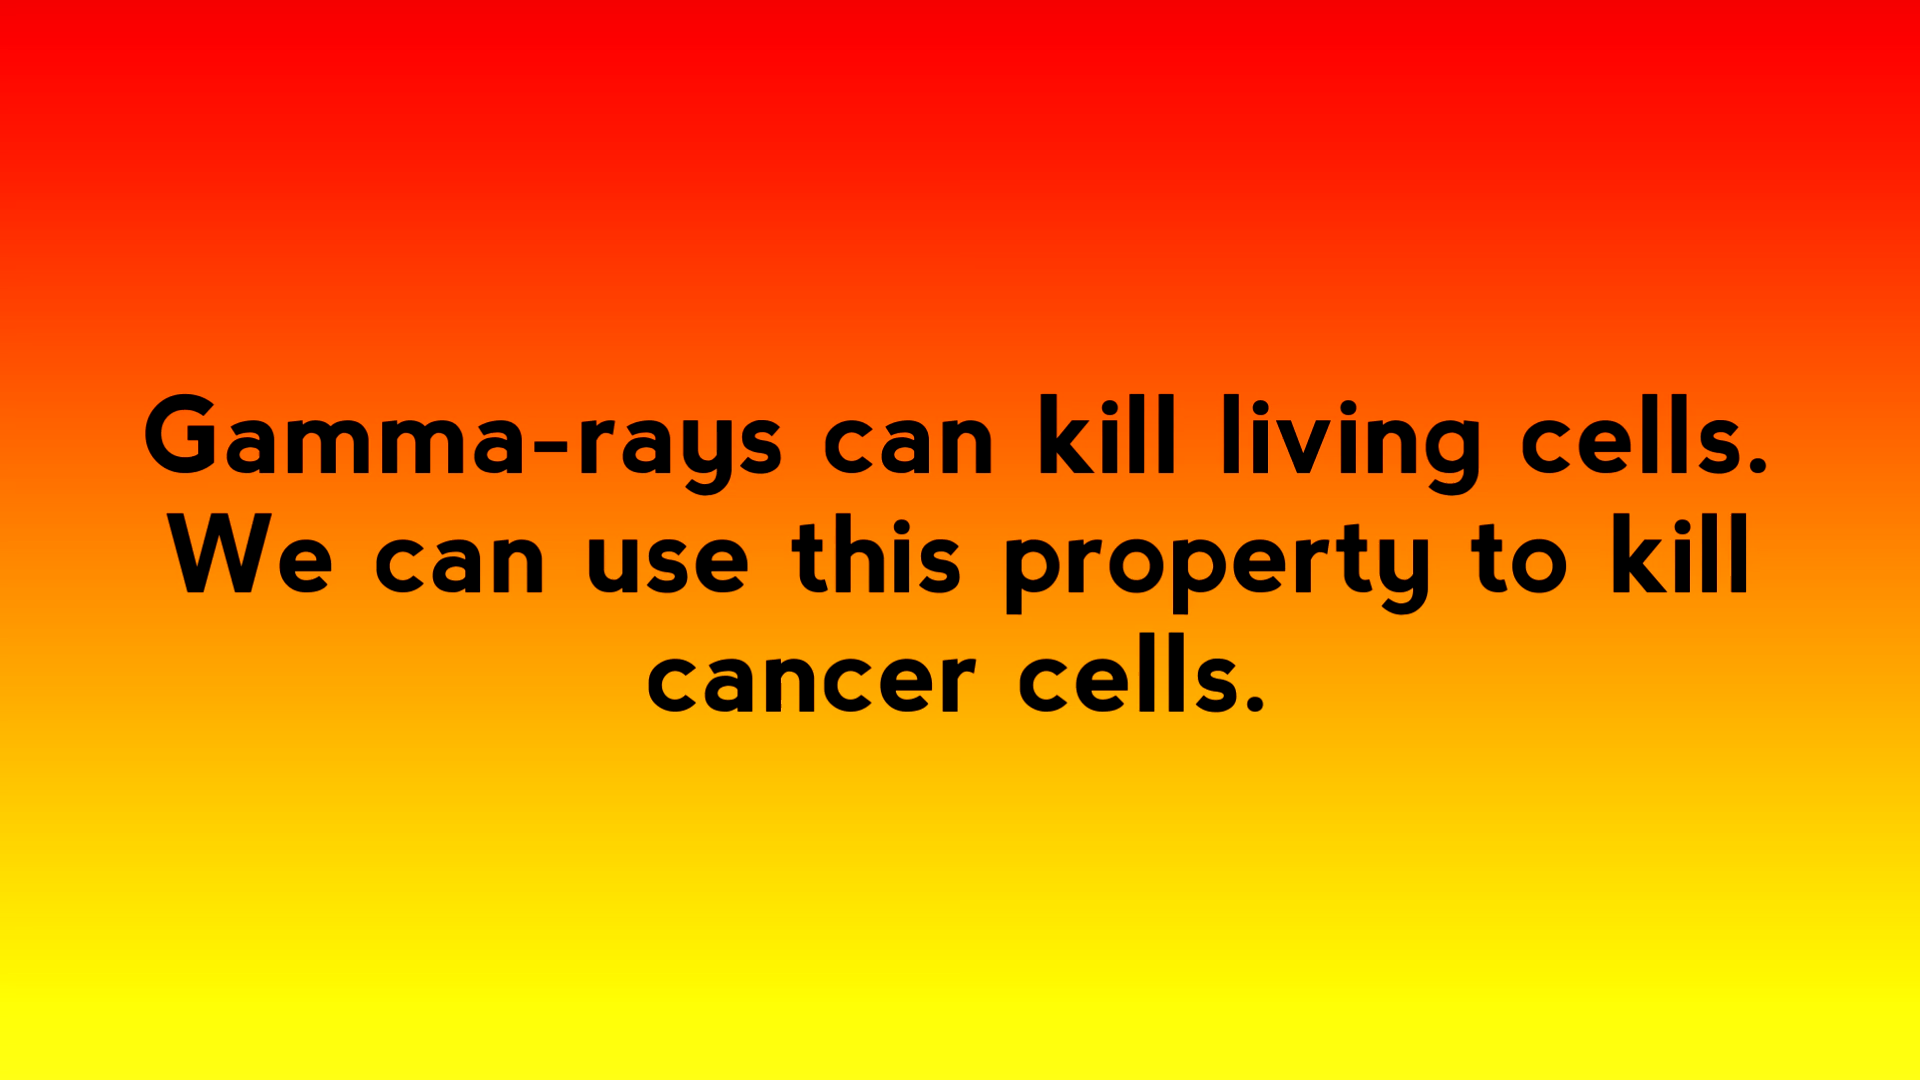 Gamma-rays can kill living cells.
We can use this property to kill
cancer cells.